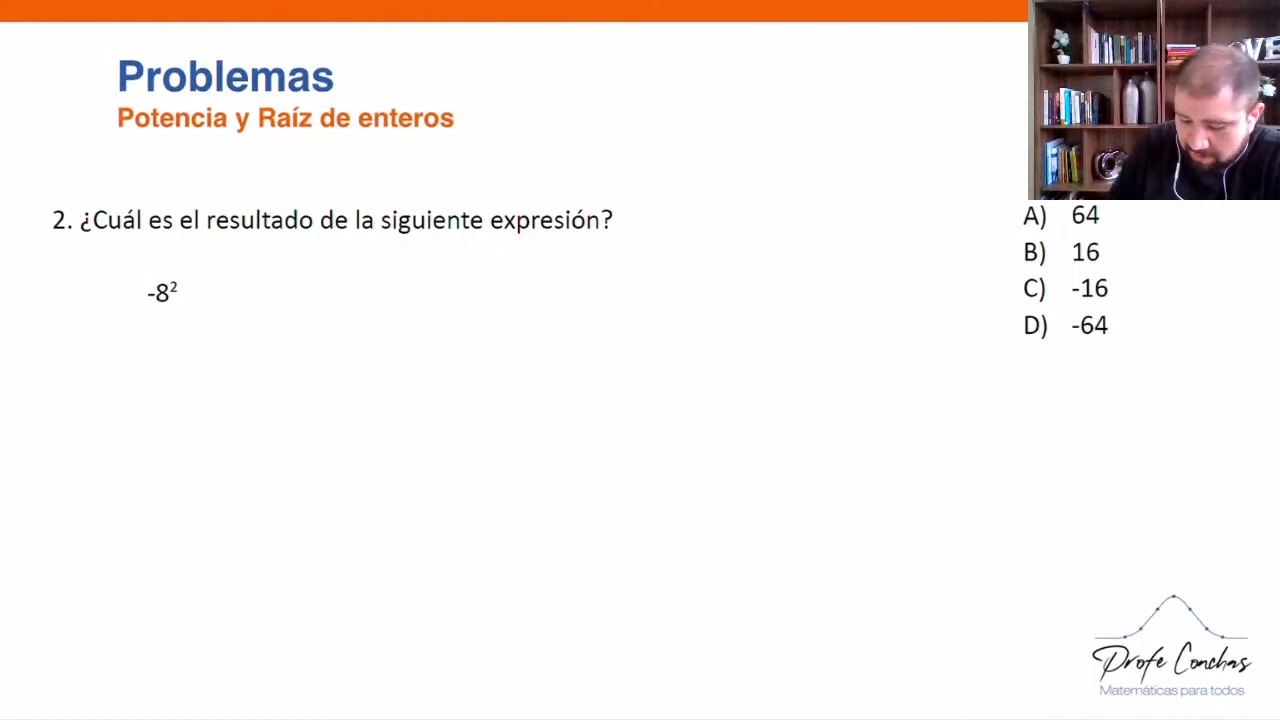 Problemas
Potencia y Raíz de enteros
2. ¿Cuál es el resultado de la siguiente expresión?
-8²
A) 64
B) 16
C) -16
D) -64
Profe Conchas
Matemáticas para todos